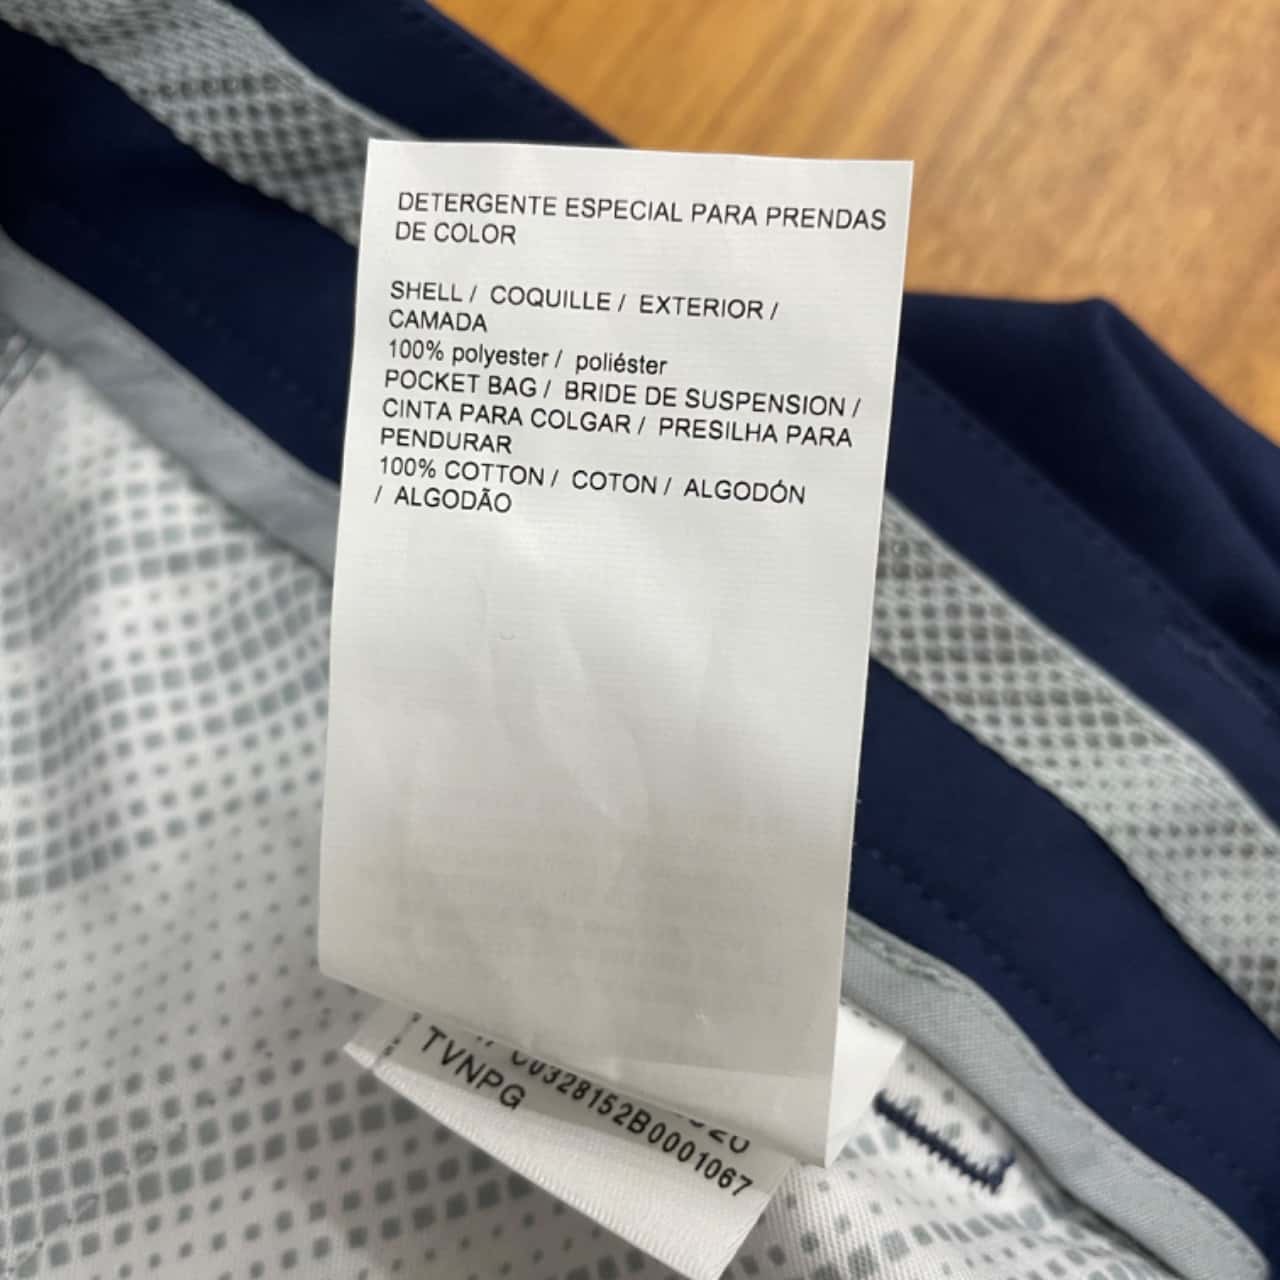 DETERGENTE ESPECIAL PARA PRENDAS
DE COLOR
SHELL / COQUILLE / EXTERIOR /
CAMADA
100% polyester / poliéster
POCKET BAG / BRIDE DE SUSPENSION /
CINTA PARA COLGAR / PRESILHA PARA
PENDURAR
100% COTTON / COTON / ALGODÓN
/ ALGODÃO
C0328152B0001067
TVNPG